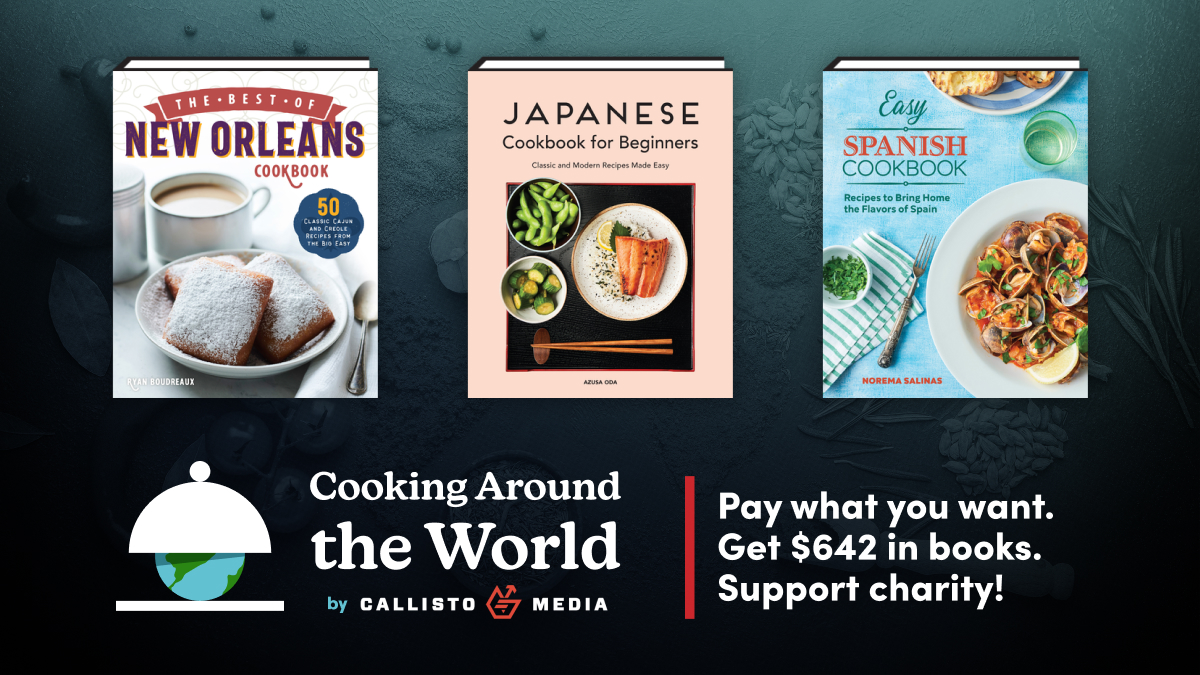 THE • BEST • OF
NEW ORLEANS
COOKBOOK
50
CLASSIC CAJUN
AND CREOLE
RECIPES FROM
THE BIG EASY
RYAN BOUDREAUX
JAPANESE
Cookbook for Beginners
Classic and Modern Recipes Made Easy
AZUSA ODA
Easy
SPANISH
COOKBOOK
Recipes to Bring Home
the Flavors of Spain
NOREMA SALINAS
Cooking Around
the World
by CALLISTO MEDIA
Pay what you want.
Get $642 in books.
Support charity!